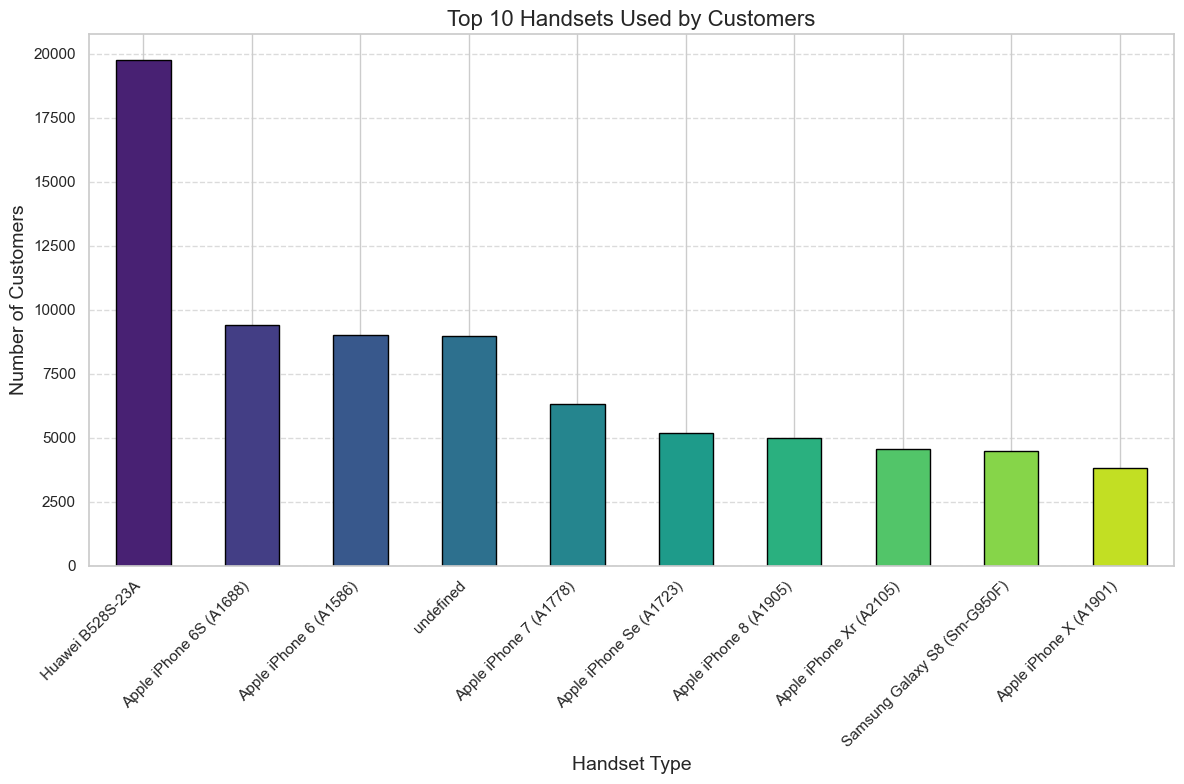 Top 10 Handsets Used by Customers
Number of Customers
20000
17500
15000
12500
10000
7500
5000
2500
0
Huawei B528S-23A
Apple iPhone 6S (A1688)
Apple iPhone 6 (A1586)
undefined
Apple iPhone 7 (A1778)
Apple iPhone Se (A1723)
Apple iPhone 8 (A1905)
Apple iPhone Xr (A2105)
Samsung Galaxy S8 (Sm-G950F)
Apple iPhone X (A1901)
Handset Type